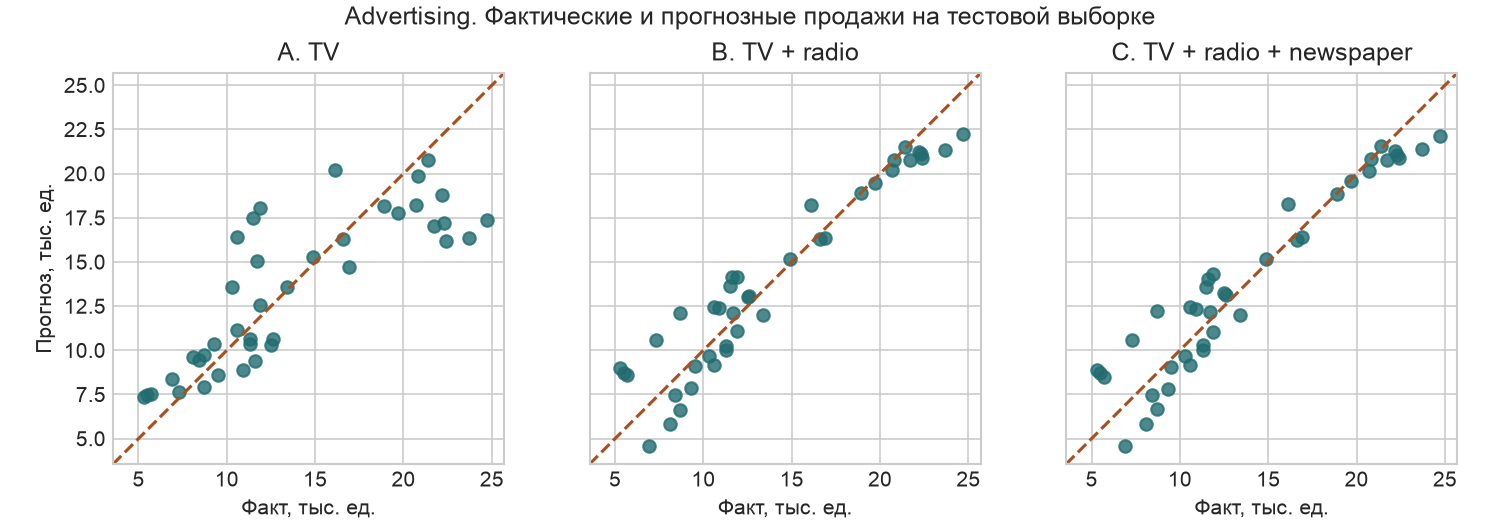 Advertising. Фактические и прогнозные продажи на тестовой выборке
A. TV
B. TV + radio
C. TV + radio + newspaper
Прогноз, тыс. ед.
25.0
22.5
20.0
17.5
15.0
12.5
10.0
7.5
5.0
5 10 15 20 25
5 10 15 20 25
5 10 15 20 25
Факт, тыс. ед.
Факт, тыс. ед.
Факт, тыс. ед.